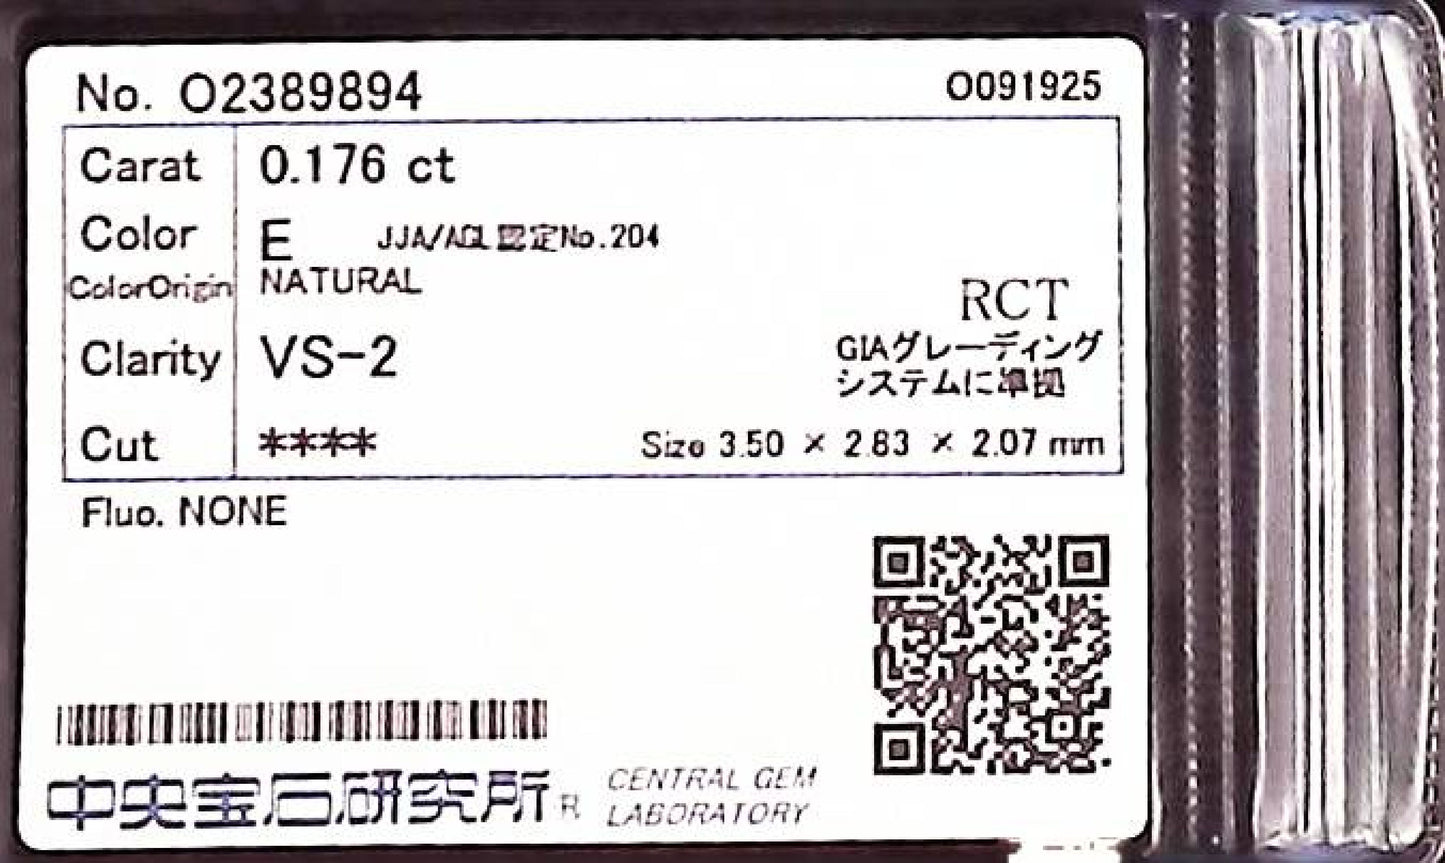 No. O2389894 O091925
Carat 0.176 ct
Color E JJA/AGL認定No.204
ColorOrigin NATURAL
RCT
GIAグレーディング
Clarity VS-2
システムに準拠
Cut **** Size 3.50 × 2.83 × 2.07 mm
Fluo. NONE
中央宝石研究所 R CENTRAL GEM
LABORATORY